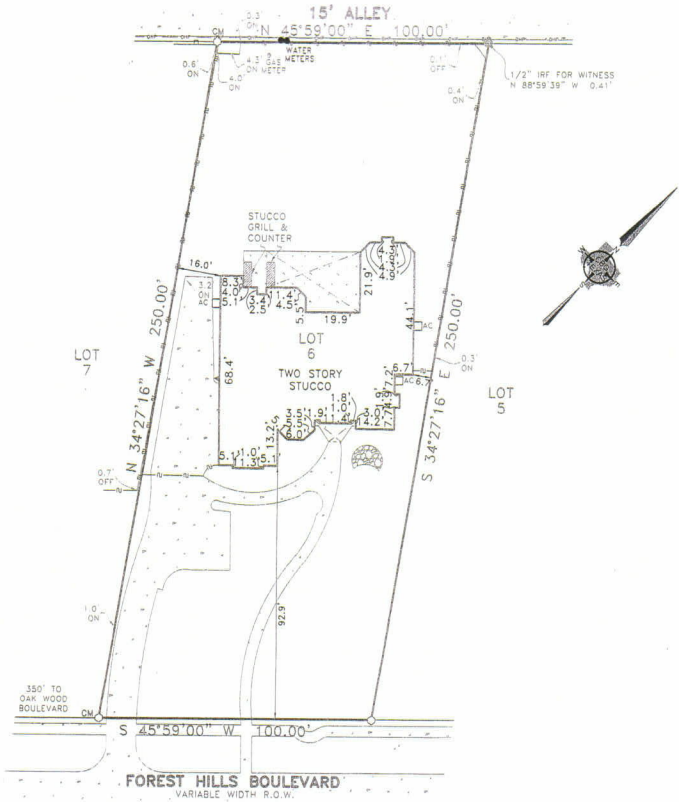 15' ALLEY
0.3'
ON
CM
N 45°59'00" E 100.00'
WATER
METERS
4.3'
GAS
METER
0.6'
ON
4.0'
ON
0.1'
OFF
0.4'
ON
1/2" IRF FOR WITNESS
N 88°59'39" W 0.41'
STUCCO
GRILL &
COUNTER
16.0'
3.2
ON
AC
8.3'
4.0'
5.1'
3.4'
2.5'
11.4'
4.5'
5.5'
19.9'
21.9'
4.9'
44.1'
AC
N 34°27'16" W 250.00'
S 34°27'16" E 250.00'
LOT
7
LOT
6
LOT
5
TWO STORY
STUCCO
68.4'
0.3'
ON
6.7'
AC
7.2'
4.9'
7.7'
1.8'
1.0'
11.4'
3.0'
14.2'
3.5'
1.9'
5.5'
6.0'
13.2'
5.1'
1.0'
11.3'
5.1'
0.7'
OFF
1.0'
ON
92.9'
350' TO
OAK WOOD
BOULEVARD
CM
S 45°59'00" W 100.00'
FOREST HILLS BOULEVARD
VARIABLE WIDTH R.O.W.